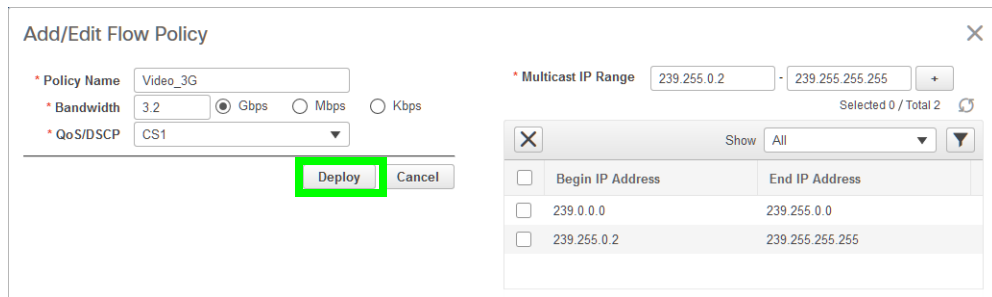 Add/Edit Flow Policy
* Policy Name Video_3G
* Bandwidth 3.2 Gbps Mbps Kbps
* QoS/DSCP CS1
Deploy Cancel
* Multicast IP Range 239.255.0.2 - 239.255.255.255 +
Selected 0 / Total 2
Show All
Begin IP Address End IP Address
239.0.0.0 239.255.0.0
239.255.0.2 239.255.255.255